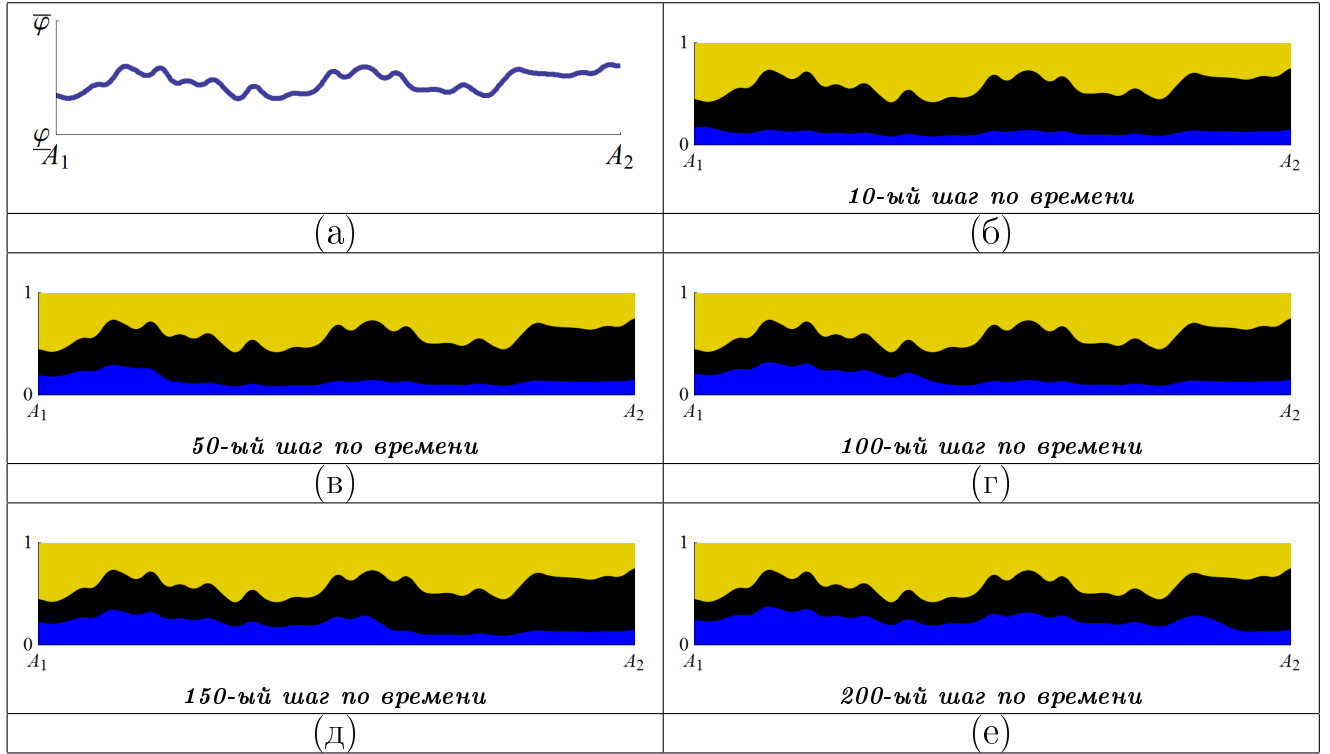 φ̅
φ̲
A₁ A₂
1
0
A₁ A₂
10-ый шаг по времени
(а) (б)
1
0
A₁ A₂
50-ый шаг по времени
1
0
A₁ A₂
100-ый шаг по времени
(в) (г)
1
0
A₁ A₂
150-ый шаг по времени
1
0
A₁ A₂
200-ый шаг по времени
(д) (е)